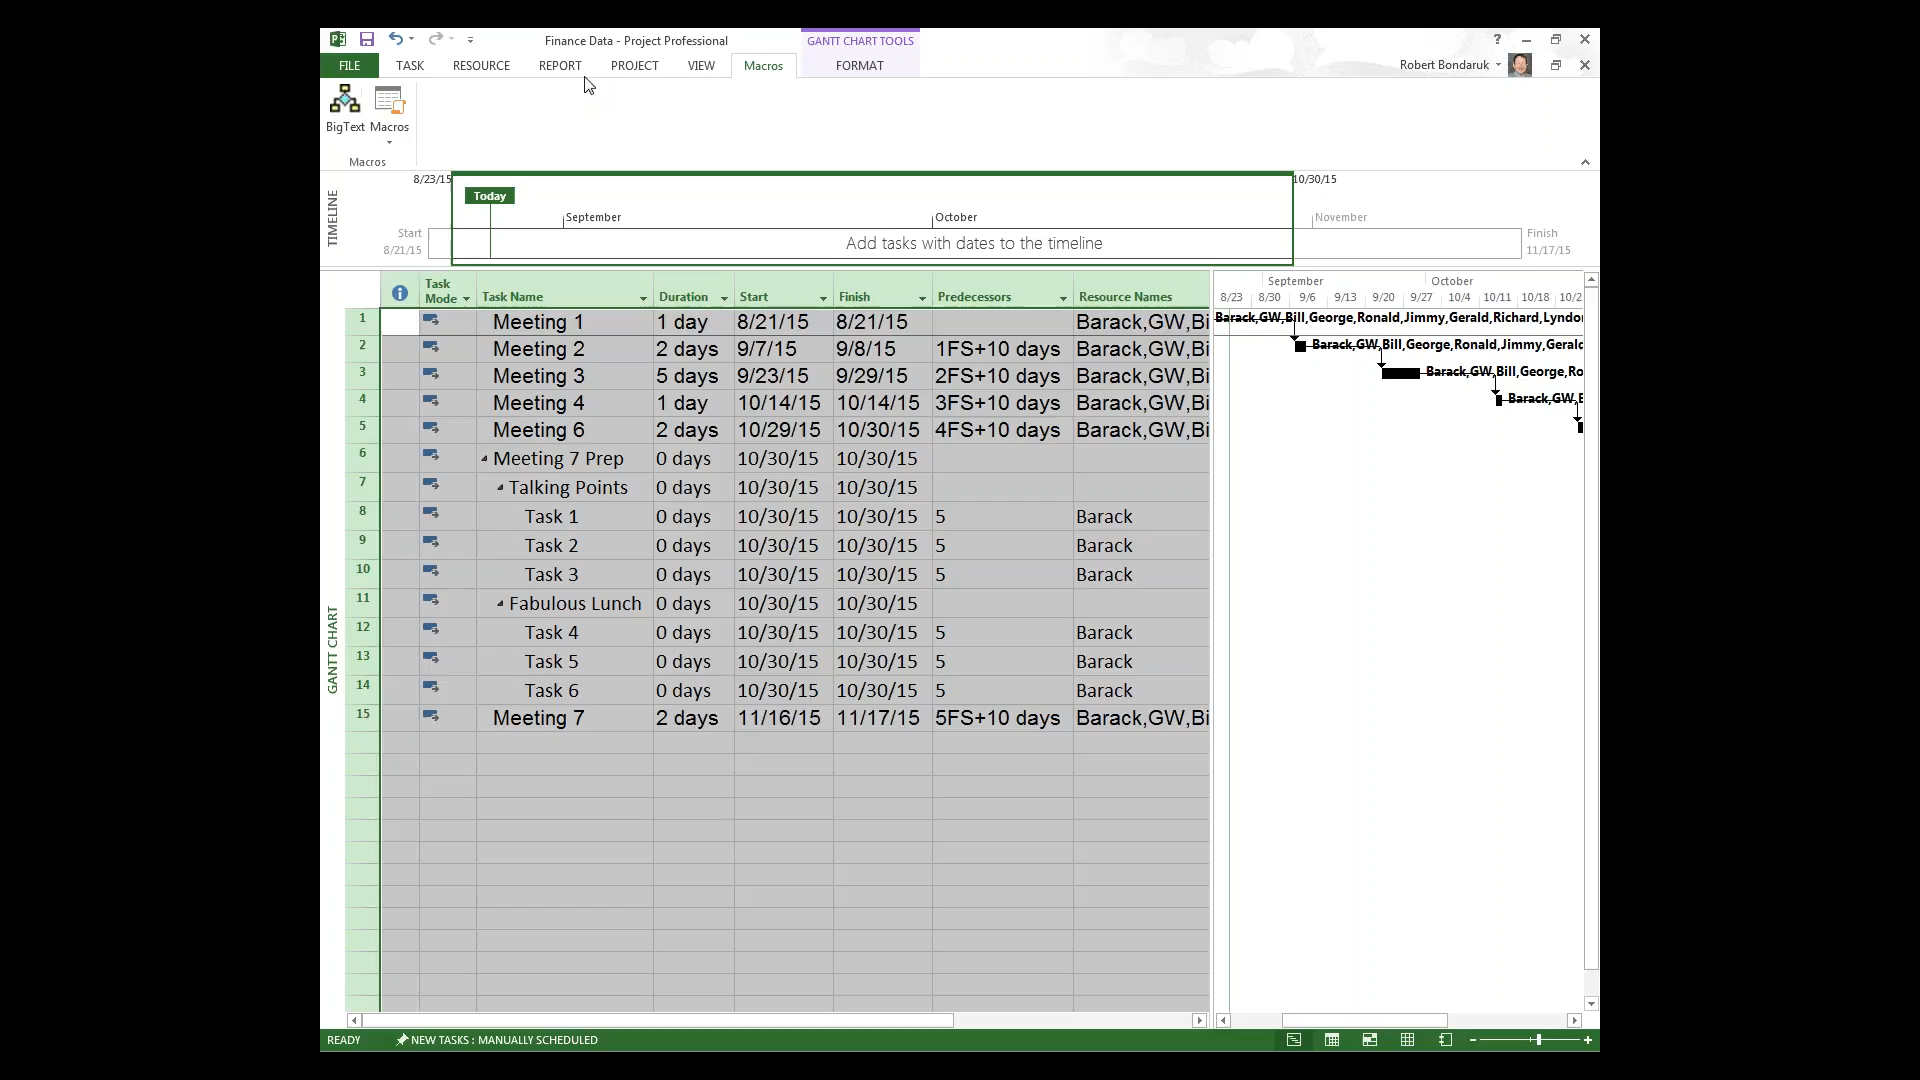 Finance Data - Project Professional
GANTT CHART TOOLS
?
FILE TASK RESOURCE REPORT PROJECT VIEW Macros FORMAT
Robert Bondaruk
BigText Macros
Macros
TIMELINE
8/23/15
10/30/15
Today
September
October
November
Start
8/21/15
Add tasks with dates to the timeline
Finish
11/17/15
Task Mode Task Name Duration Start Finish Predecessors Resource Names
September October
8/23 8/30 9/6 9/13 9/20 9/27 10/4 10/11 10/18 10/2
GANTT CHART
1 Meeting 1 1 day 8/21/15 8/21/15 Barack,GW,Bi
Barack,GW,Bill,George,Ronald,Jimmy,Gerald,Richard,Lyndo
2 Meeting 2 2 days 9/7/15 9/8/15 1FS+10 days Barack,GW,Bi
Barack,GW,Bill,George,Ronald,Jimmy,Gerald
3 Meeting 3 5 days 9/23/15 9/29/15 2FS+10 days Barack,GW,Bi
Barack,GW,Bill,George,Ro
4 Meeting 4 1 day 10/14/15 10/14/15 3FS+10 days Barack,GW,Bi
Barack,GW,B
5 Meeting 6 2 days 10/29/15 10/30/15 4FS+10 days Barack,GW,Bi
6 Meeting 7 Prep 0 days 10/30/15 10/30/15
7 Talking Points 0 days 10/30/15 10/30/15
8 Task 1 0 days 10/30/15 10/30/15 5 Barack
9 Task 2 0 days 10/30/15 10/30/15 5 Barack
10 Task 3 0 days 10/30/15 10/30/15 5 Barack
11 Fabulous Lunch 0 days 10/30/15 10/30/15
12 Task 4 0 days 10/30/15 10/30/15 5 Barack
13 Task 5 0 days 10/30/15 10/30/15 5 Barack
14 Task 6 0 days 10/30/15 10/30/15 5 Barack
15 Meeting 7 2 days 11/16/15 11/17/15 5FS+10 days Barack,GW,Bi
READY NEW TASKS : MANUALLY SCHEDULED